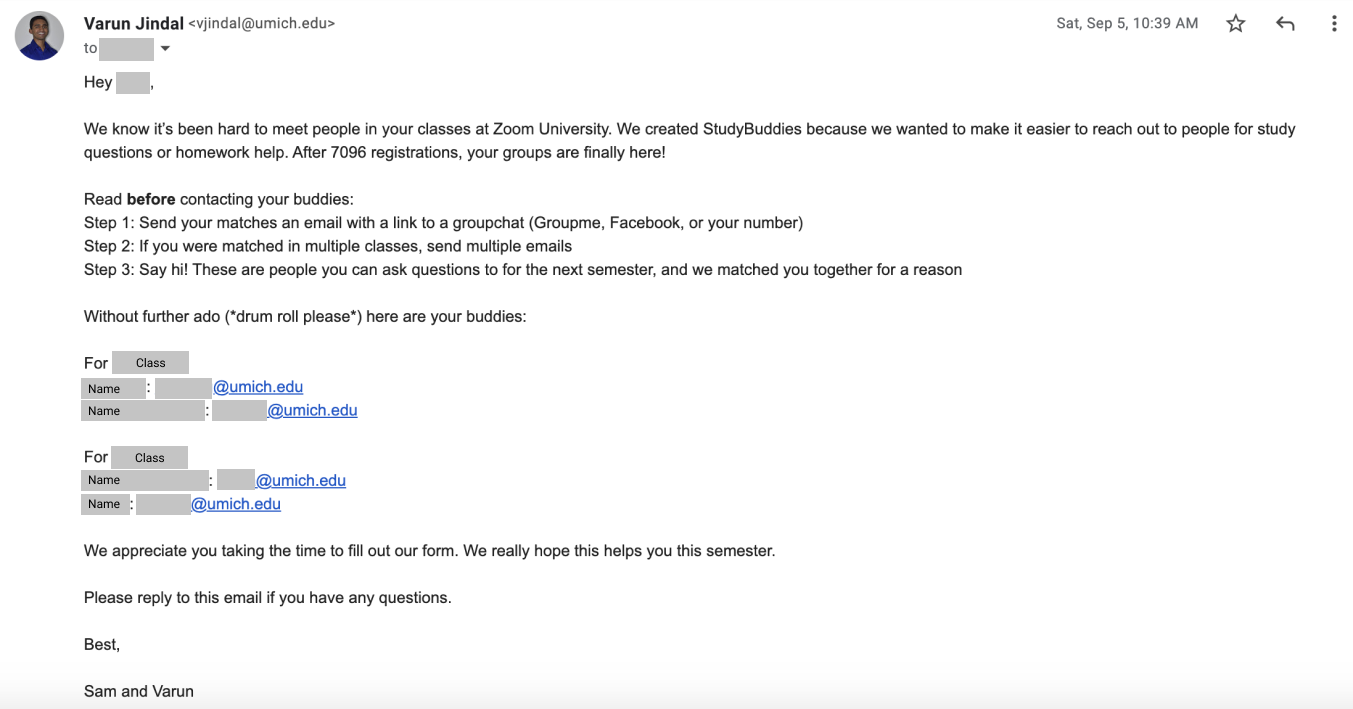 Varun Jindal <vjindal@umich.edu>
Sat, Sep 5, 10:39 AM
to
Hey ,
We know it’s been hard to meet people in your classes at Zoom University. We created StudyBuddies because we wanted to make it easier to reach out to people for study
questions or homework help. After 7096 registrations, your groups are finally here!
Read before contacting your buddies:
Step 1: Send your matches an email with a link to a groupchat (Groupme, Facebook, or your number)
Step 2: If you were matched in multiple classes, send multiple emails
Step 3: Say hi! These are people you can ask questions to for the next semester, and we matched you together for a reason
Without further ado (*drum roll please*) here are your buddies:
For Class
Name : @umich.edu
Name : @umich.edu
For Class
Name : @umich.edu
Name : @umich.edu
We appreciate you taking the time to fill out our form. We really hope this helps you this semester.
Please reply to this email if you have any questions.
Best,
Sam and Varun